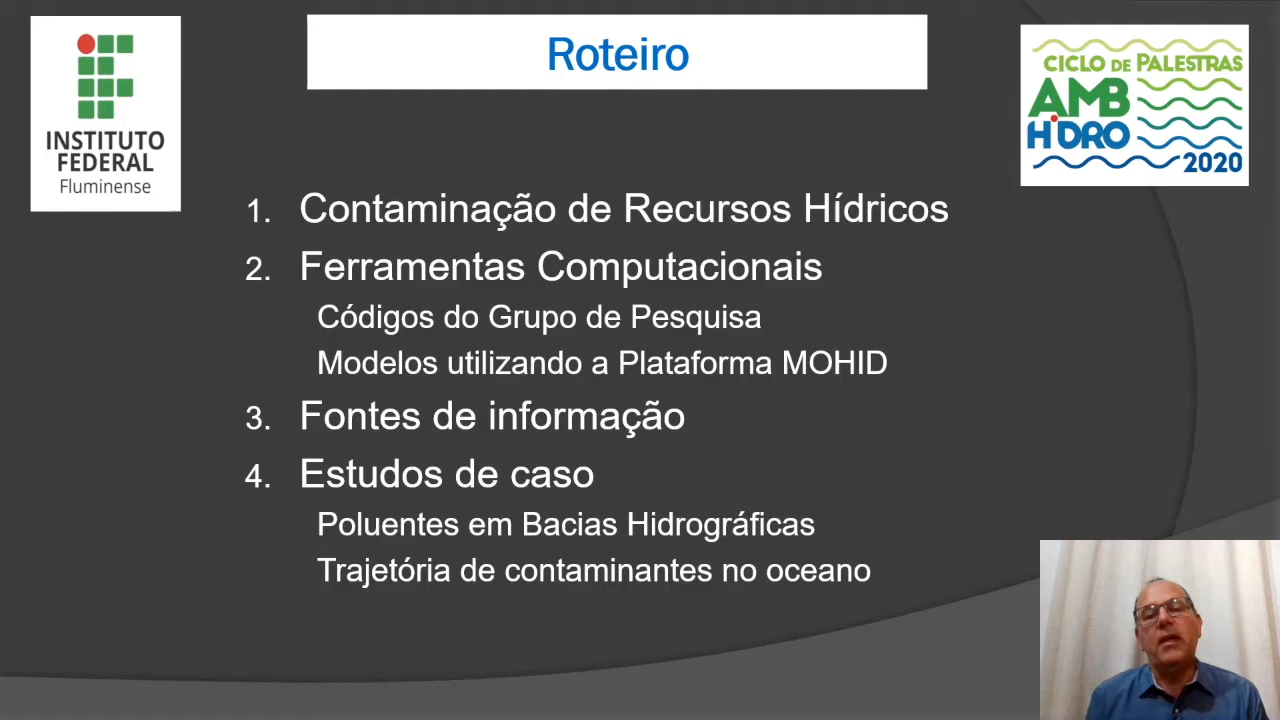 Roteiro
INSTITUTO
FEDERAL
Fluminense
CICLO DE PALESTRAS
AMB
HIDRO
2020
1. Contaminação de Recursos Hídricos
2. Ferramentas Computacionais
Códigos do Grupo de Pesquisa
Modelos utilizando a Plataforma MOHID
3. Fontes de informação
4. Estudos de caso
Poluentes em Bacias Hidrográficas
Trajetória de contaminantes no oceano